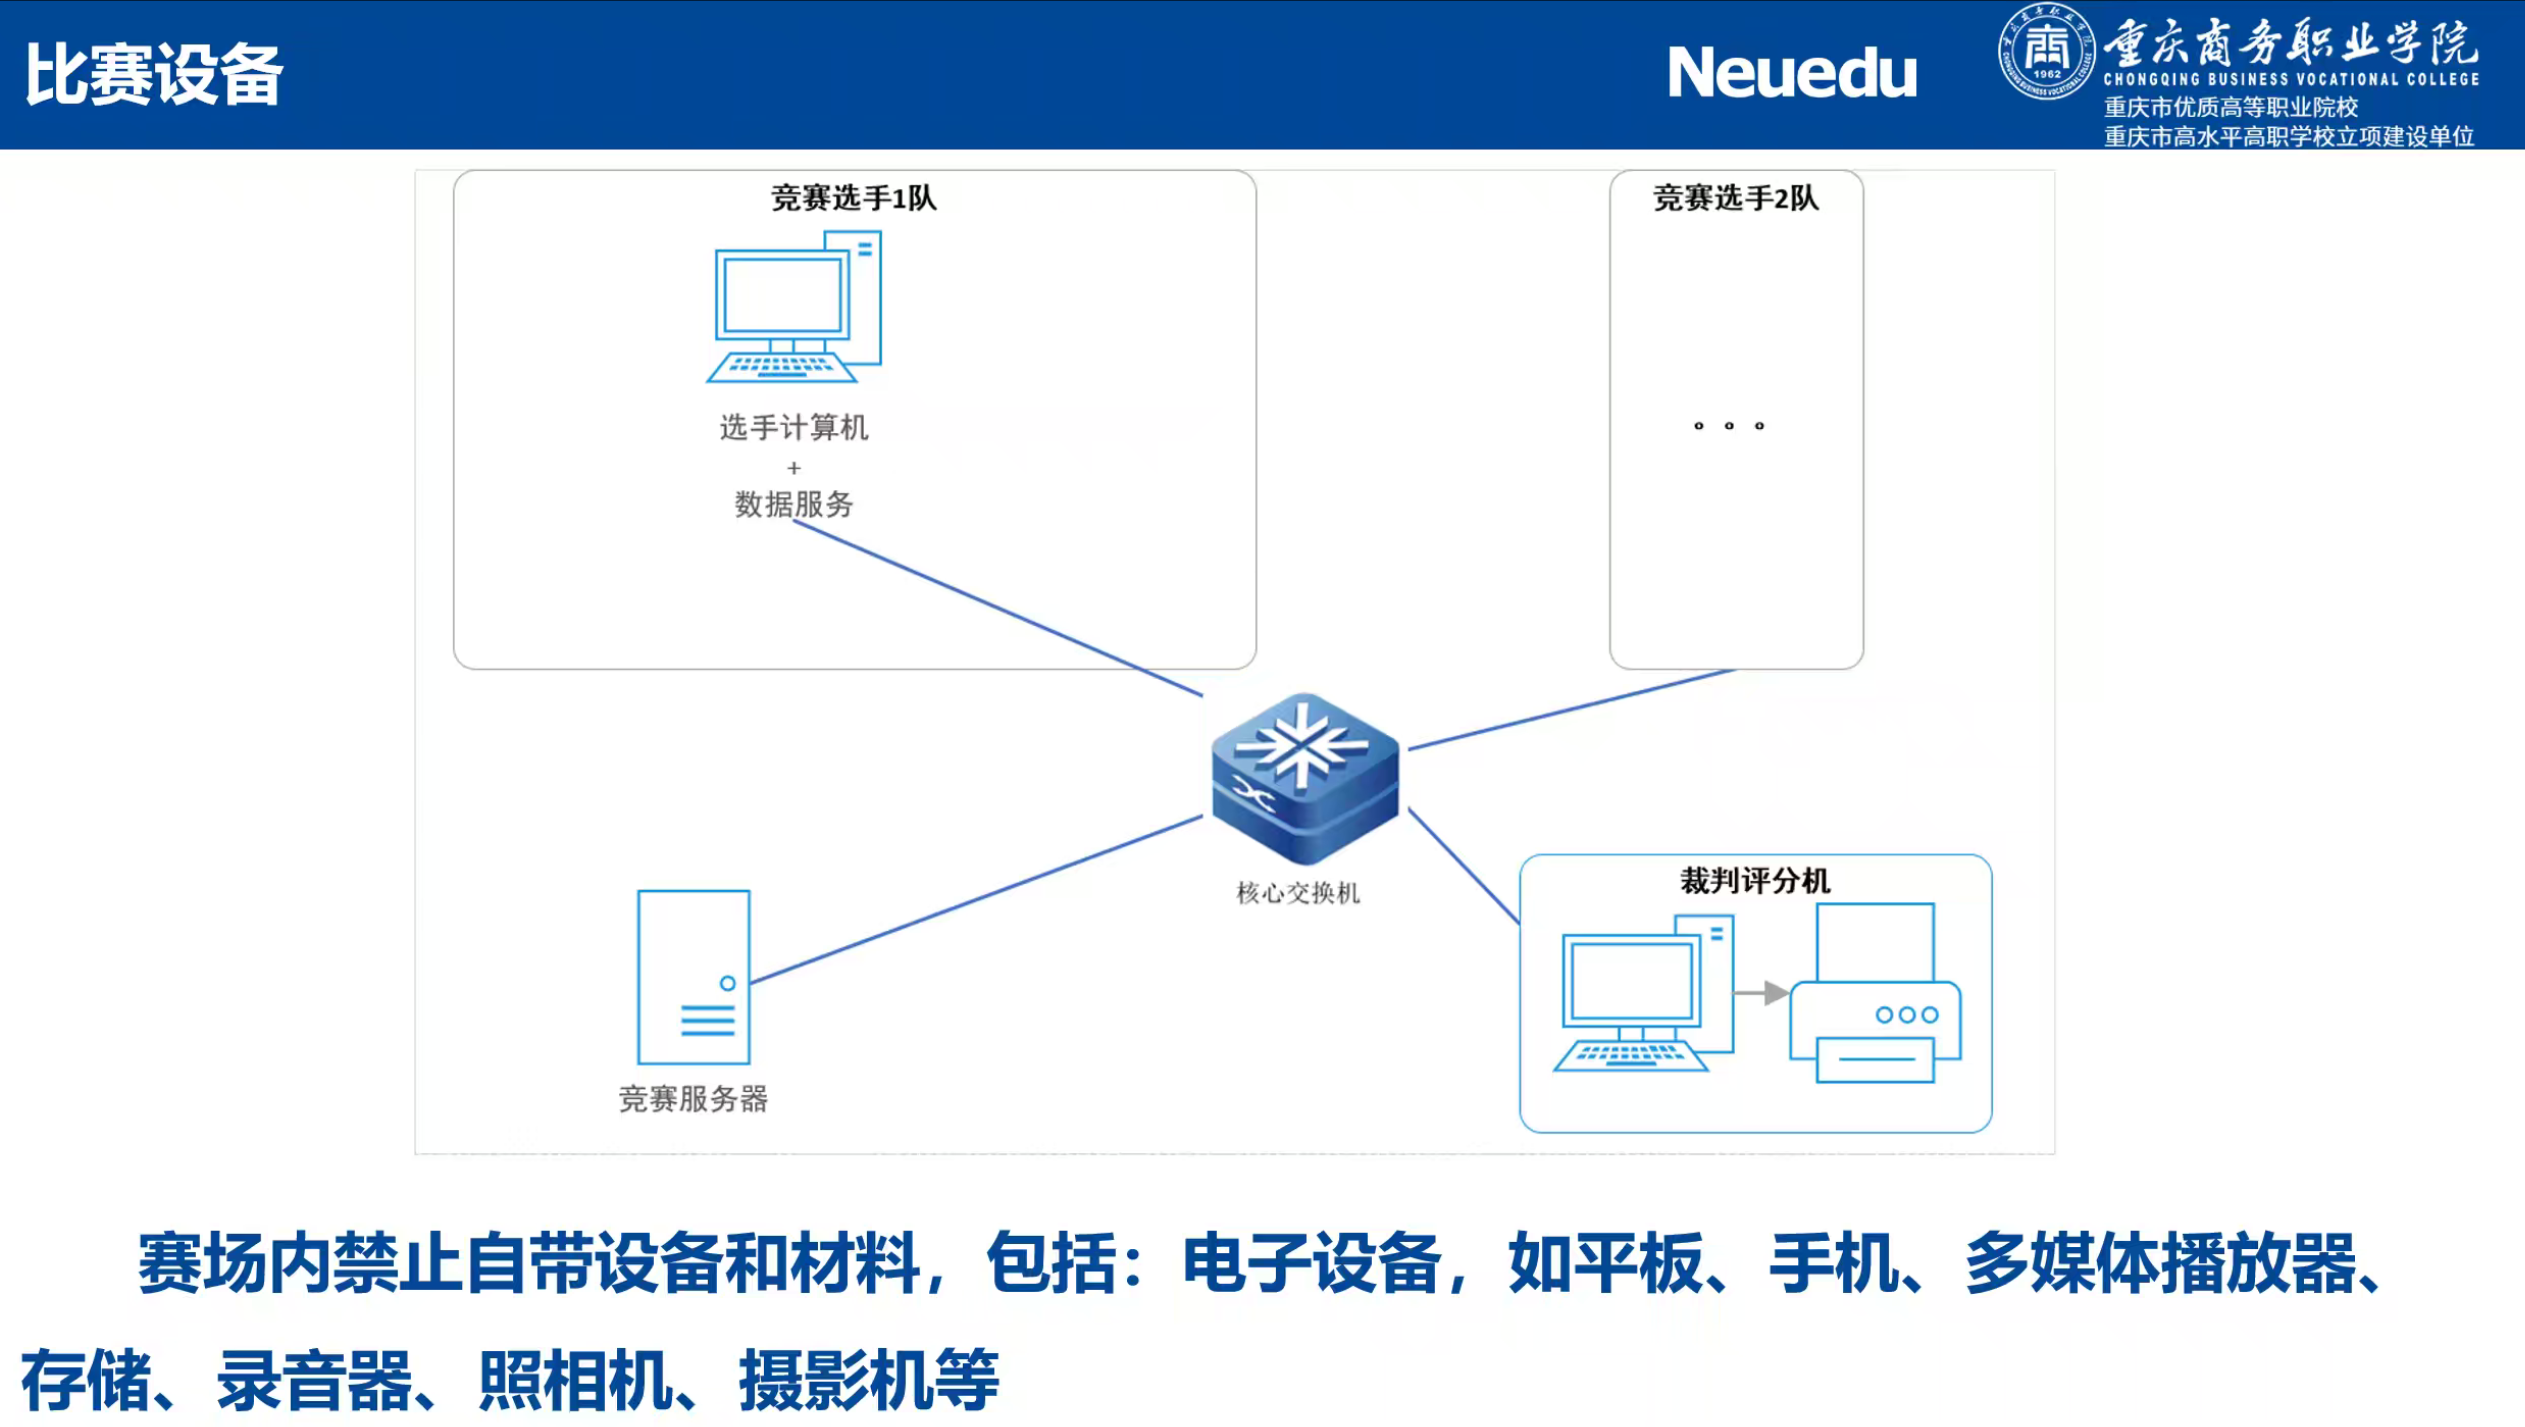 比赛设备
Neuedu
重庆商务职业学院
CHONGQING BUSINESS VOCATIONAL COLLEGE
1962
重庆市优质高等职业院校
重庆市高水平高职学校立项建设单位
竞赛选手1队
竞赛选手2队
选手计算机
+
数据服务
。。。
核心交换机
裁判评分机
竞赛服务器
赛场内禁止自带设备和材料，包括：电子设备，如平板、手机、多媒体播放器、
存储、录音器、照相机、摄影机等